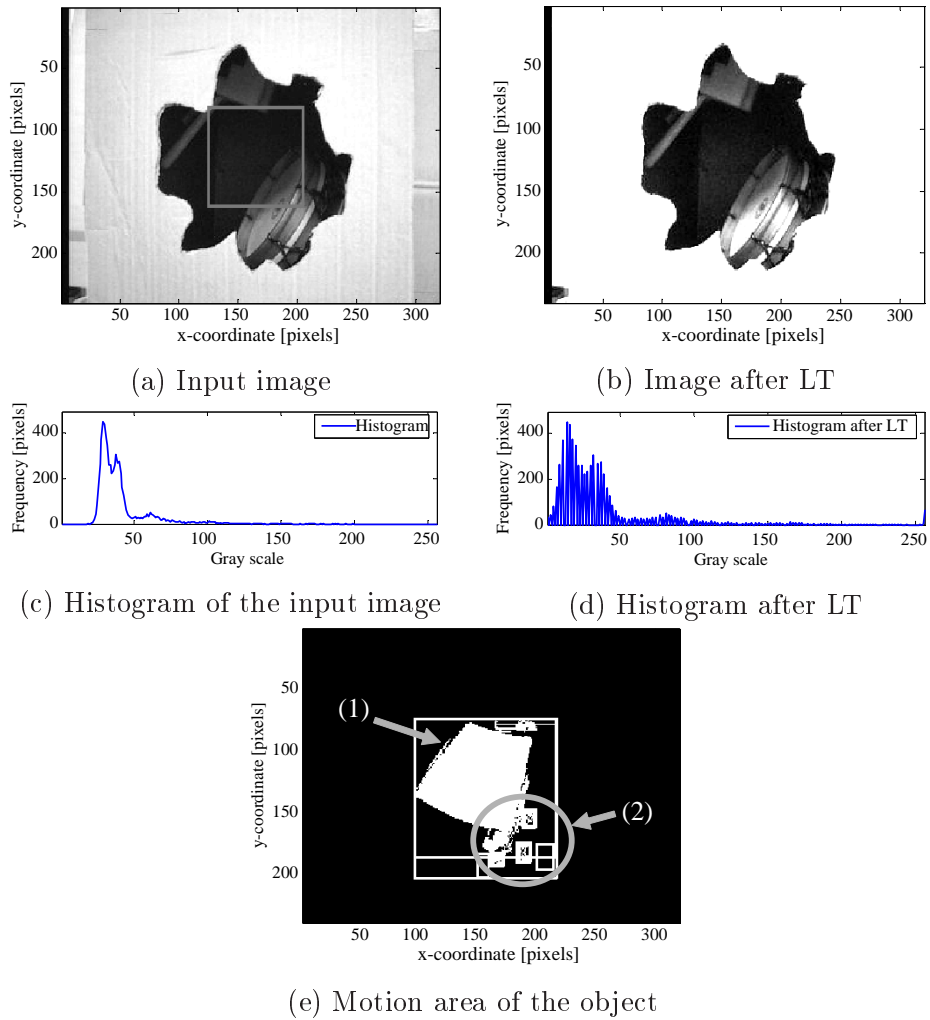 50
100
150
200
y-coordinate [pixels]
50 100 150 200 250 300
x-coordinate [pixels]
(a) Input image
50
100
150
200
y-coordinate [pixels]
50 100 150 200 250 300
x-coordinate [pixels]
(b) Image after LT
400
200
0
Frequency [pixels]
Histogram
50 100 150 200 250
Gray scale
(c) Histogram of the input image
400
200
0
Frequency [pixels]
Histogram after LT
50 100 150 200 250
Gray scale
(d) Histogram after LT
50
100
150
200
y-coordinate [pixels]
(1)
(2)
50 100 150 200 250 300
x-coordinate [pixels]
(e) Motion area of the object